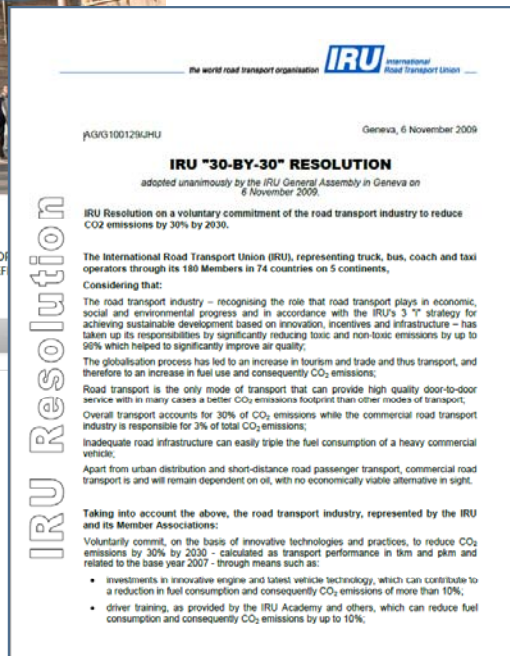 the world road transport organisation IRU International
Road Transport Union
AG/G100129/JHU
Geneva, 6 November 2009
IRU "30-BY-30" RESOLUTION
adopted unanimously by the IRU General Assembly in Geneva on
6 November 2009.
IRU Resolution
IRU Resolution on a voluntary commitment of the road transport industry to reduce
CO2 emissions by 30% by 2030.
The International Road Transport Union (IRU), representing truck, bus, coach and taxi
operators through its 180 Members in 74 countries on 5 continents,
Considering that:
The road transport industry – recognising the role that road transport plays in economic,
social and environmental progress and in accordance with the IRU's 3 "i" strategy for
achieving sustainable development based on innovation, incentives and infrastructure – has
taken up its responsibilities by significantly reducing toxic and non-toxic emissions by up to
98% which helped to significantly improve air quality;
The globalisation process has led to an increase in tourism and trade and thus transport, and
therefore to an increase in fuel use and consequently CO₂ emissions;
Road transport is the only mode of transport that can provide high quality door-to-door
service with in many cases a better CO₂ emissions footprint than other modes of transport;
Overall transport accounts for 30% of CO₂ emissions while the commercial road transport
industry is responsible for 3% of total CO₂ emissions;
Inadequate road infrastructure can easily triple the fuel consumption of a heavy commercial
vehicle;
Apart from urban distribution and short-distance road passenger transport, commercial road
transport is and will remain dependent on oil, with no economically viable alternative in sight.
Taking into account the above, the road transport industry, represented by the IRU
and its Member Associations:
Voluntarily commit, on the basis of innovative technologies and practices, to reduce CO₂
emissions by 30% by 2030 - calculated as transport performance in tkm and pkm and
related to the base year 2007 - through means such as:
• investments in innovative engine and latest vehicle technology, which can contribute to
a reduction in fuel consumption and consequently CO₂ emissions of more than 10%;
• driver training, as provided by the IRU Academy and others, which can reduce fuel
consumption and consequently CO₂ emissions by up to 10%;